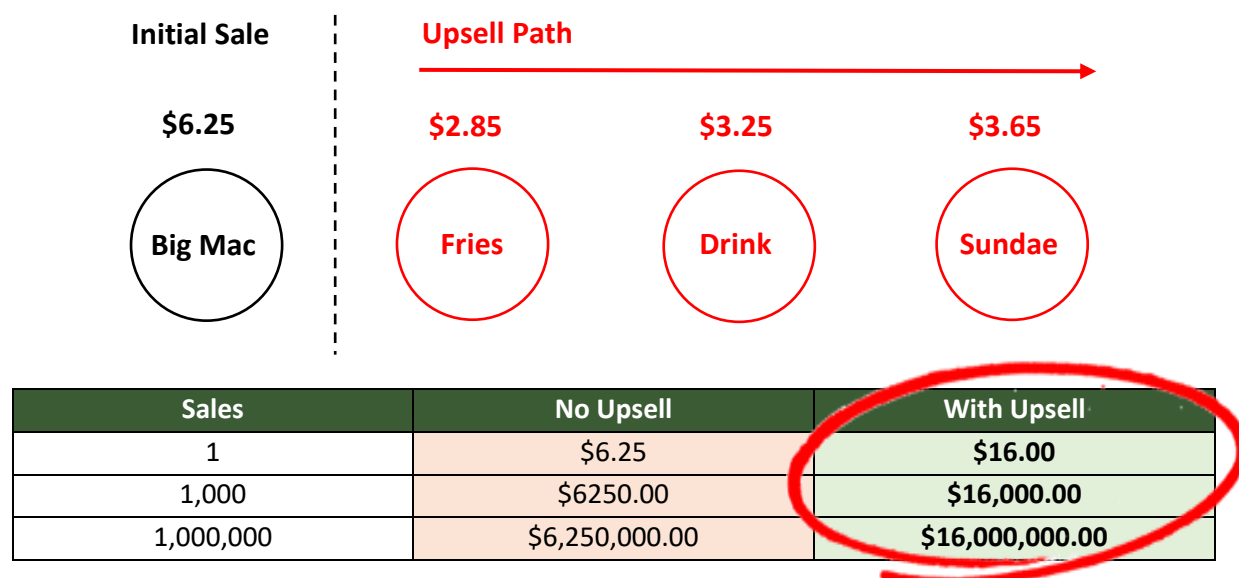 Initial Sale Upsell Path
$6.25 $2.85 $3.25 $3.65
Big Mac Fries Drink Sundae
Sales No Upsell With Upsell
1 $6.25 $16.00
1,000 $6250.00 $16,000.00
1,000,000 $6,250,000.00 $16,000,000.00